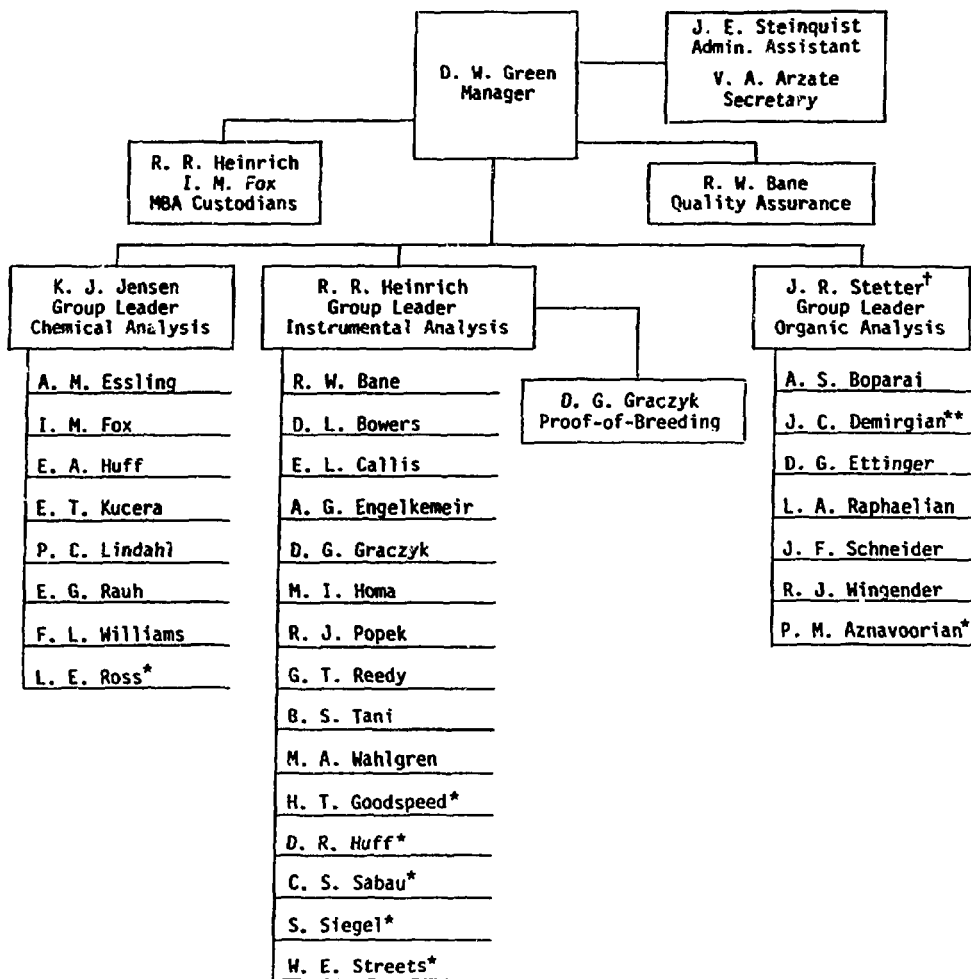 D. W. Green
Manager
J. E. Steinquist
Admin. Assistant
V. A. Arzate
Secretary
R. R. Heinrich
I. M. Fox
MBA Custodians
R. W. Bane
Quality Assurance
K. J. Jensen
Group Leader
Chemical Analysis
A. M. Essling
I. M. Fox
E. A. Huff
E. T. Kucera
P. C. Lindahl
E. G. Rauh
F. L. Williams
L. E. Ross*
R. R. Heinrich
Group Leader
Instrumental Analysis
R. W. Bane
D. L. Bowers
E. L. Callis
A. G. Engelkemeir
D. G. Graczyk
M. I. Homa
R. J. Popek
G. T. Reedy
B. S. Tani
M. A. Wahlgren
H. T. Goodspeed*
D. R. Huff*
C. S. Sabau*
S. Siegel*
W. E. Streets*
D. G. Graczyk
Proof-of-Breeding
J. R. Stetter†
Group Leader
Organic Analysis
A. S. Boparai
J. C. Demirgian**
D. G. Ettinger
L. A. Raphaelian
J. F. Schneider
R. J. Wingender
P. M. Aznavoorian*